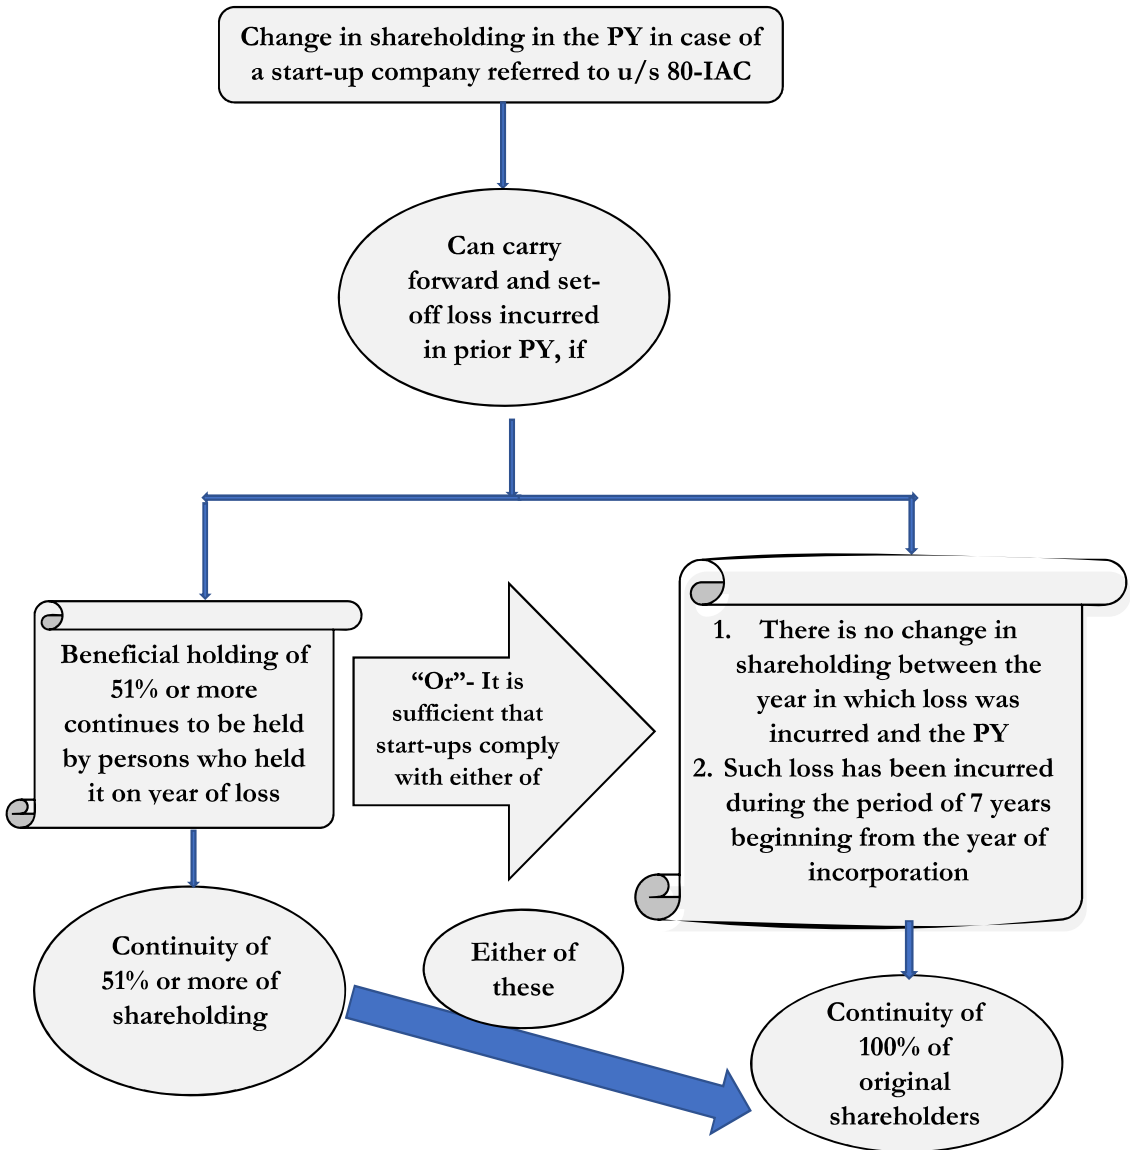 Change in shareholding in the PY in case of
a start-up company referred to u/s 80-IAC
Can carry
forward and set-
off loss incurred
in prior PY, if
Beneficial holding of
51% or more
continues to be held
by persons who held
it on year of loss
“Or”- It is
sufficient that
start-ups comply
with either of
1. There is no change in
shareholding between the
year in which loss was
incurred and the PY
2. Such loss has been incurred
during the period of 7 years
beginning from the year of
incorporation
Continuity of
51% or more of
shareholding
Either of
these
Continuity of
100% of
original
shareholders